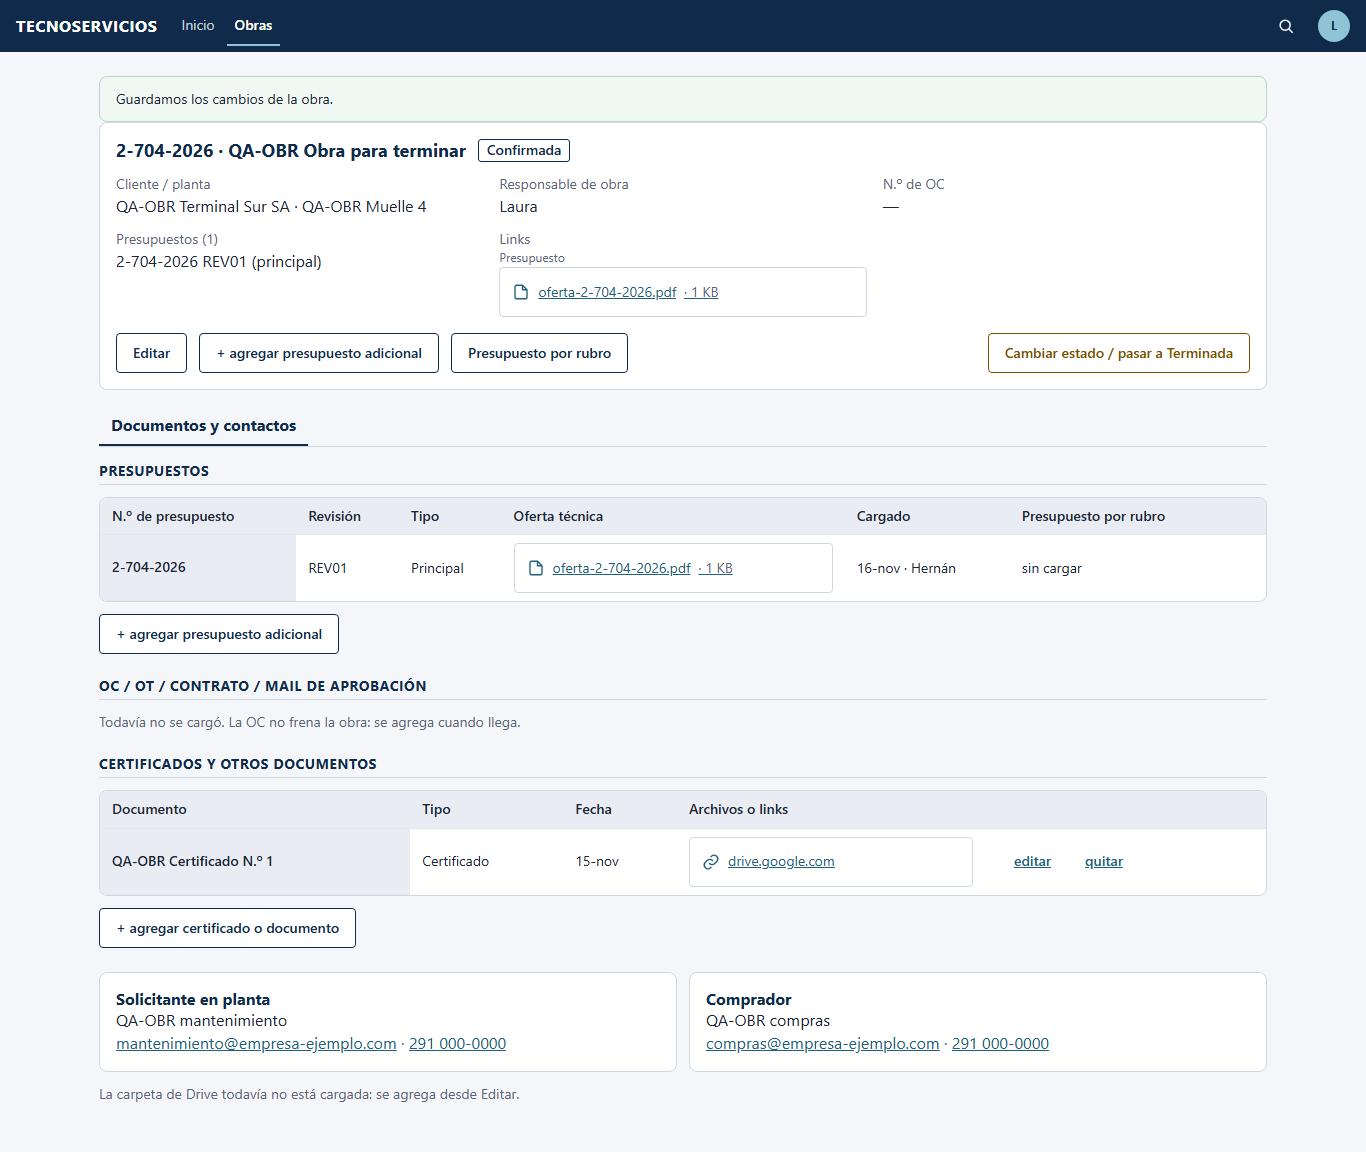 TECNOSERVICIOS Inicio Obras L
Guardamos los cambios de la obra.
2-704-2026 · QA-OBR Obra para terminar Confirmada
Cliente / planta Responsable de obra N.º de OC
QA-OBR Terminal Sur SA · QA-OBR Muelle 4 Laura —
Presupuestos (1) Links
2-704-2026 REV01 (principal) Presupuesto
oferta-2-704-2026.pdf · 1 KB
Editar + agregar presupuesto adicional Presupuesto por rubro Cambiar estado / pasar a Terminada
Documentos y contactos
PRESUPUESTOS
N.º de presupuesto Revisión Tipo Oferta técnica Cargado Presupuesto por rubro
2-704-2026 REV01 Principal oferta-2-704-2026.pdf · 1 KB 16-nov · Hernán sin cargar
+ agregar presupuesto adicional
OC / OT / CONTRATO / MAIL DE APROBACIÓN
Todavía no se cargó. La OC no frena la obra: se agrega cuando llega.
CERTIFICADOS Y OTROS DOCUMENTOS
Documento Tipo Fecha Archivos o links
QA-OBR Certificado N.º 1 Certificado 15-nov drive.google.com editar quitar
+ agregar certificado o documento
Solicitante en planta
QA-OBR mantenimiento
mantenimiento@empresa-ejemplo.com · 291 000-0000
Comprador
QA-OBR compras
compras@empresa-ejemplo.com · 291 000-0000
La carpeta de Drive todavía no está cargada: se agrega desde Editar.